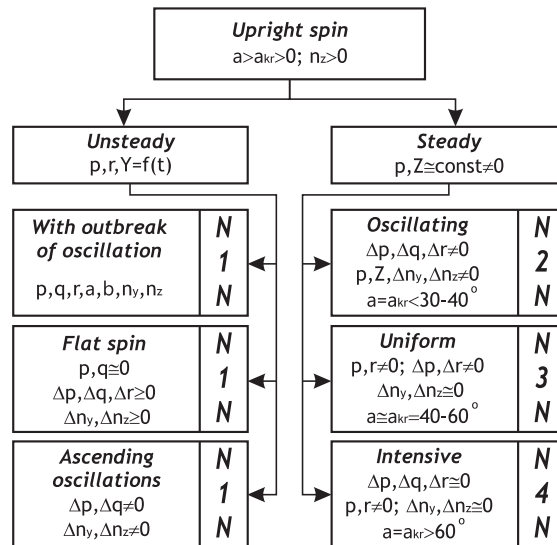 Upright spin
a>akr>0; nz>0
Unsteady
p,r,Y=f(t)
Steady
p,Z≅const≠0
With outbreak
of oscillation
p,q,r,a,b,ny,nz
N
1
N
Oscillating
Δp,Δq,Δr≠0
p,Z,Δny,Δnz≠0
a=akr<30-40°
N
2
N
Flat spin
p,q≅0
Δp,Δq,Δr≥0
Δny,Δnz≥0
N
1
N
Uniform
p,r≠0; Δp,Δr≠0
Δny,Δnz≅0
a≅akr=40-60°
N
3
N
Ascending
oscillations
Δp,Δq≠0
Δny,Δnz≠0
N
1
N
Intensive
Δp,Δq,Δr≅0
p,r≠0; Δny,Δnz≅0
a=akr>60°
N
4
N